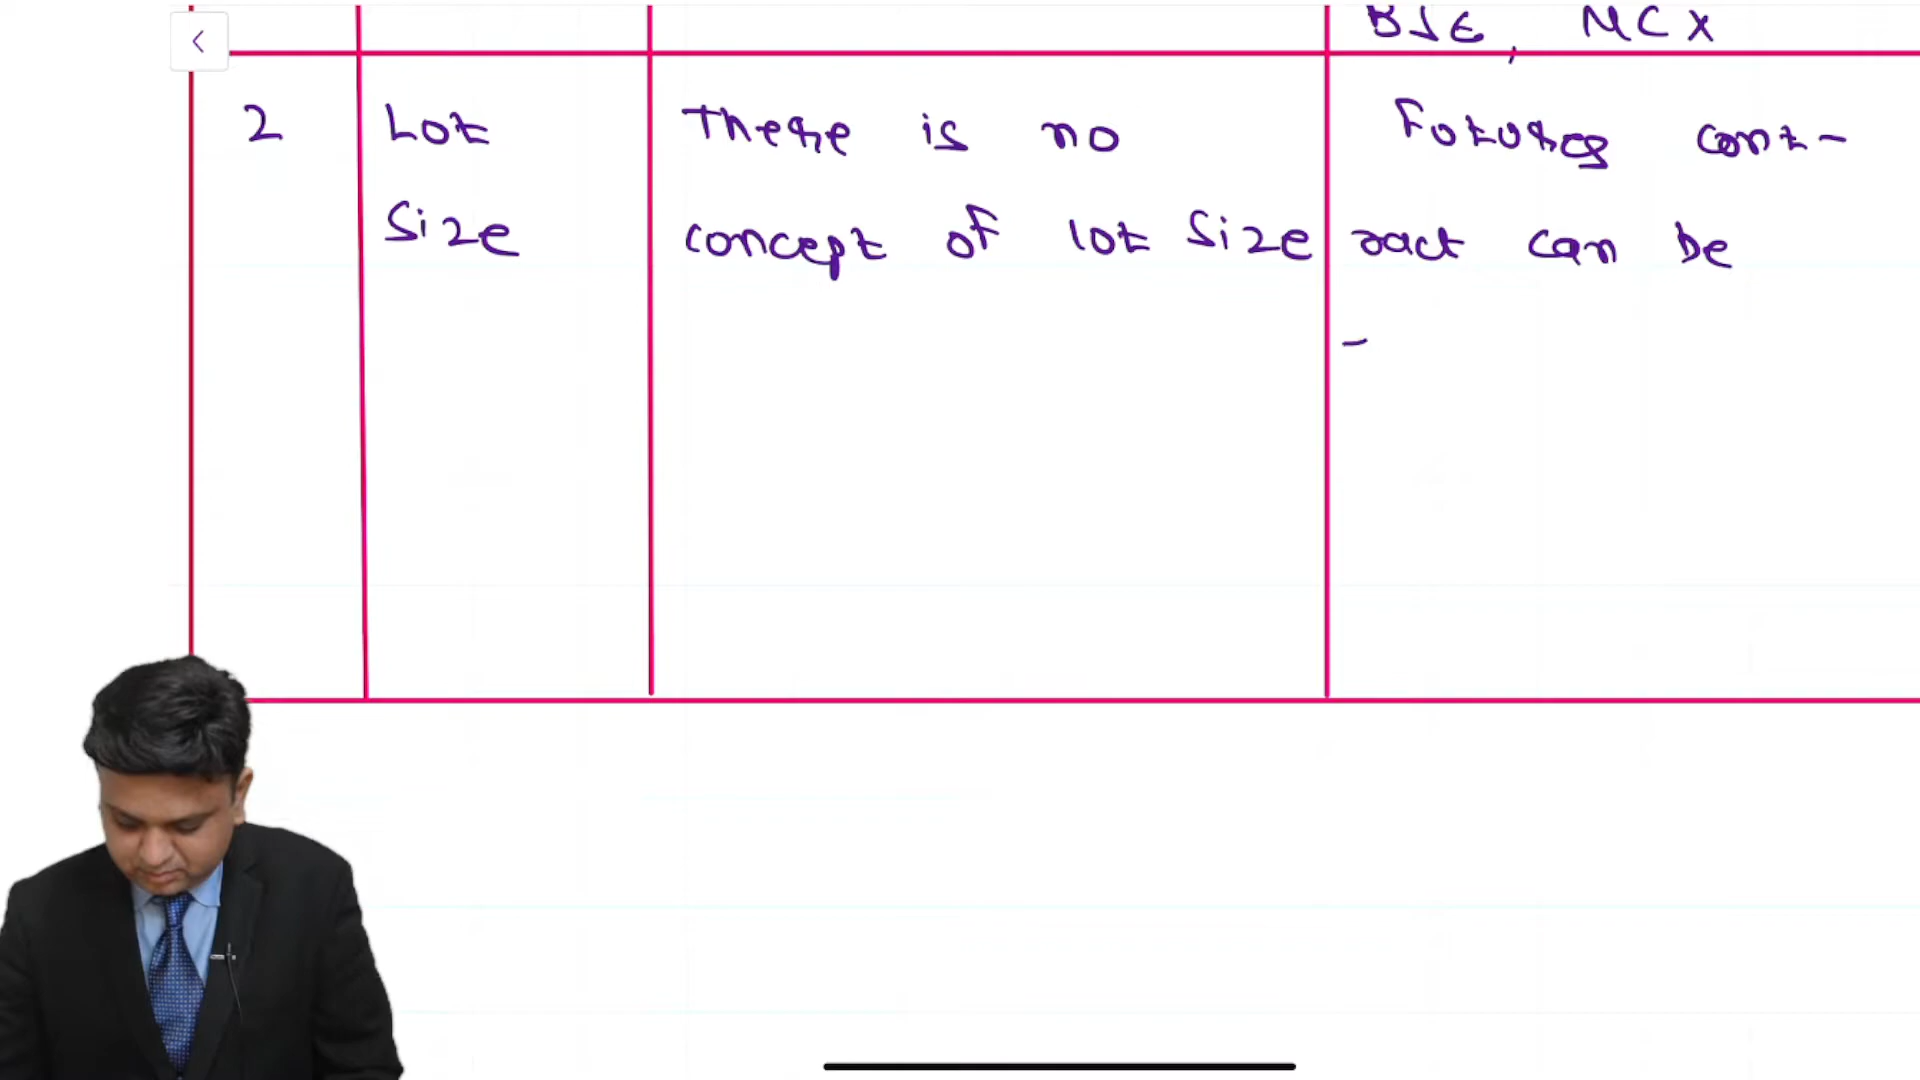 BSE, MCX
2 Lot There is no Futures cont-
Size concept of lot size ract can be
-